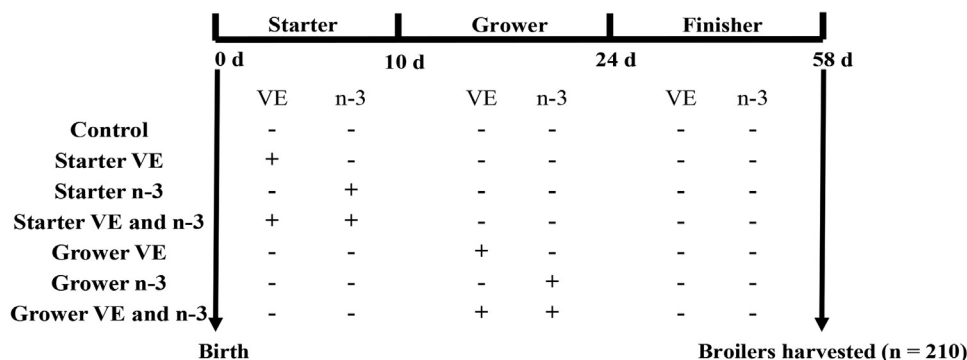 Starter Grower Finisher
0 d 10 d 24 d 58 d
VE n-3 VE n-3 VE n-3
Control - - - - - -
Starter VE + - - - - -
Starter n-3 - + - - - -
Starter VE and n-3 + + - - - -
Grower VE - - + - - -
Grower n-3 - - - + - -
Grower VE and n-3 - - + + - -
Birth Broilers harvested (n = 210)